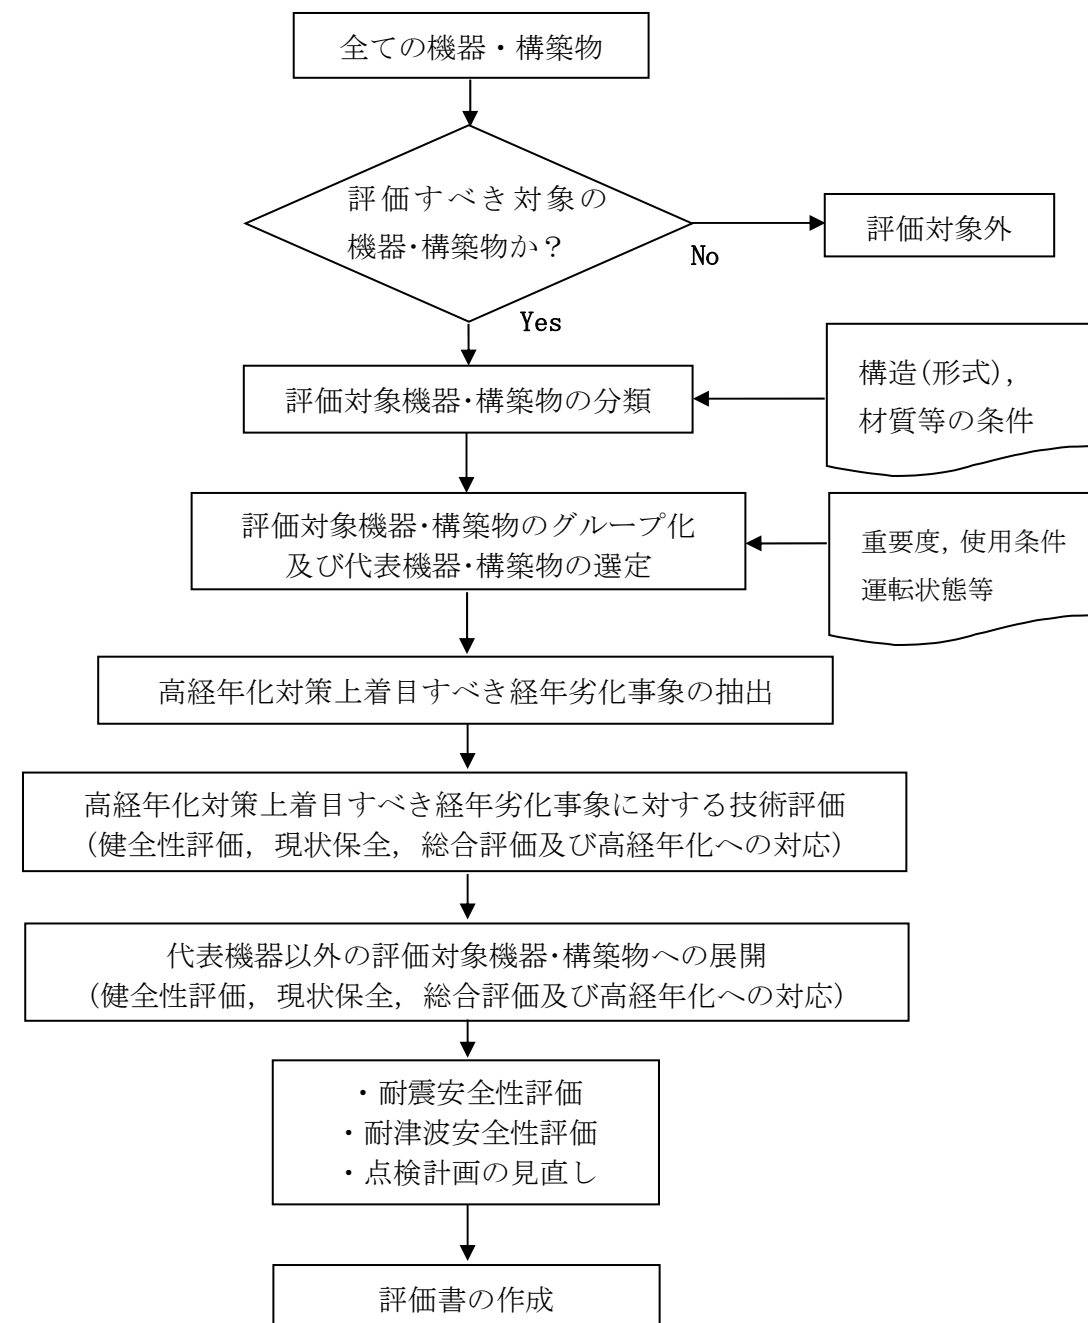 全ての機器・構築物
評価すべき対象の
機器･構築物か？
No
評価対象外
Yes
評価対象機器･構築物の分類
構造(形式)，
材質等の条件
評価対象機器･構築物のグループ化
及び代表機器･構築物の選定
重要度，使用条件
運転状態等
高経年化対策上着目すべき経年劣化事象の抽出
高経年化対策上着目すべき経年劣化事象に対する技術評価
(健全性評価，現状保全，総合評価及び高経年化への対応)
代表機器以外の評価対象機器･構築物への展開
(健全性評価，現状保全，総合評価及び高経年化への対応)
・耐震安全性評価
・耐津波安全性評価
・点検計画の見直し
評価書の作成